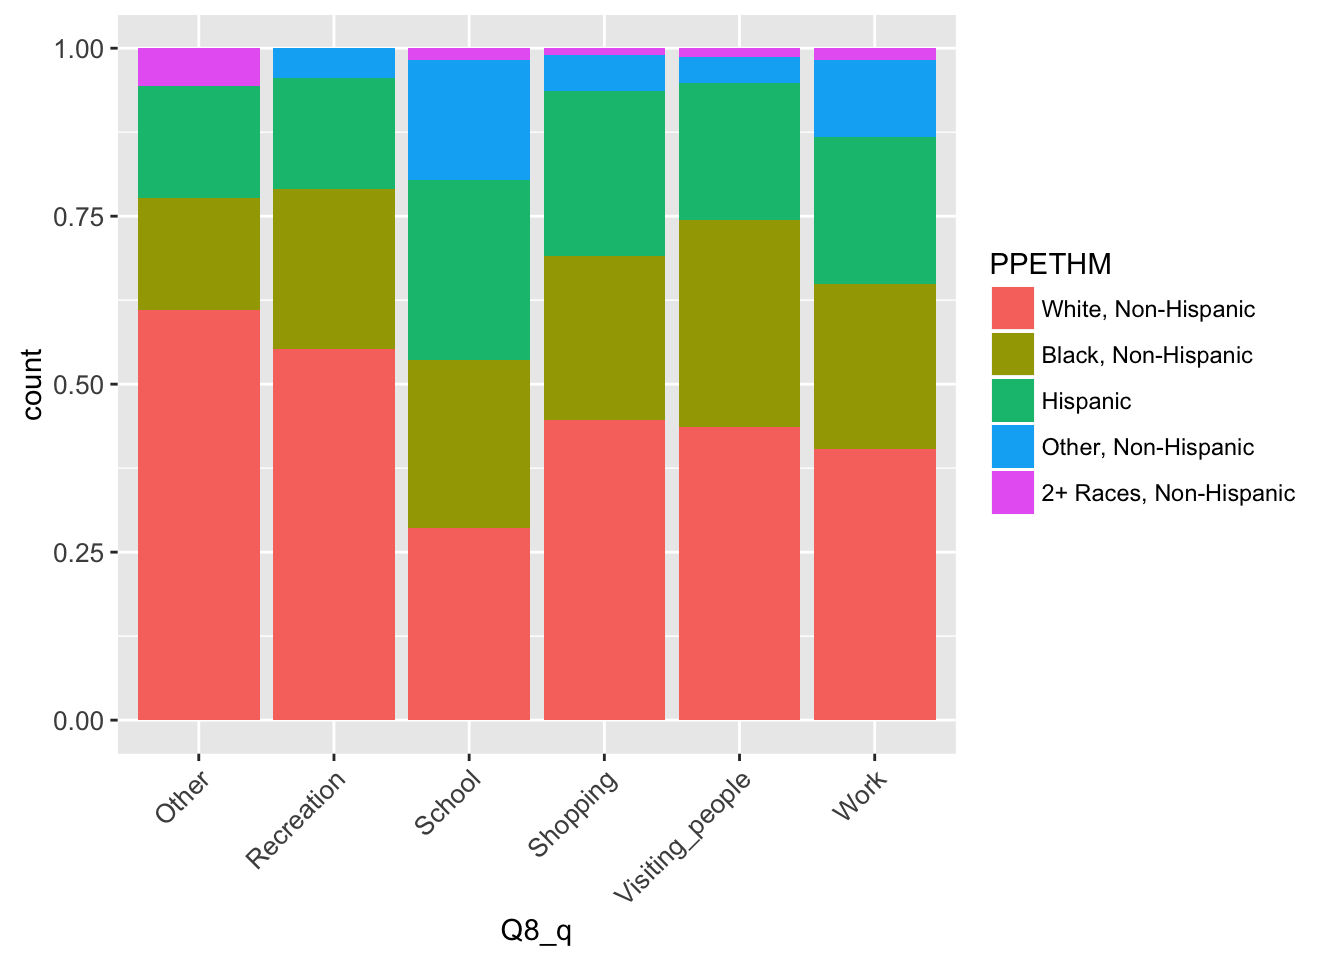 1.00
0.75
0.50
0.25
0.00
count
Other
Recreation
School
Shopping
Visiting_people
Work
Q8_q
PPETHM
White, Non-Hispanic
Black, Non-Hispanic
Hispanic
Other, Non-Hispanic
2+ Races, Non-Hispanic